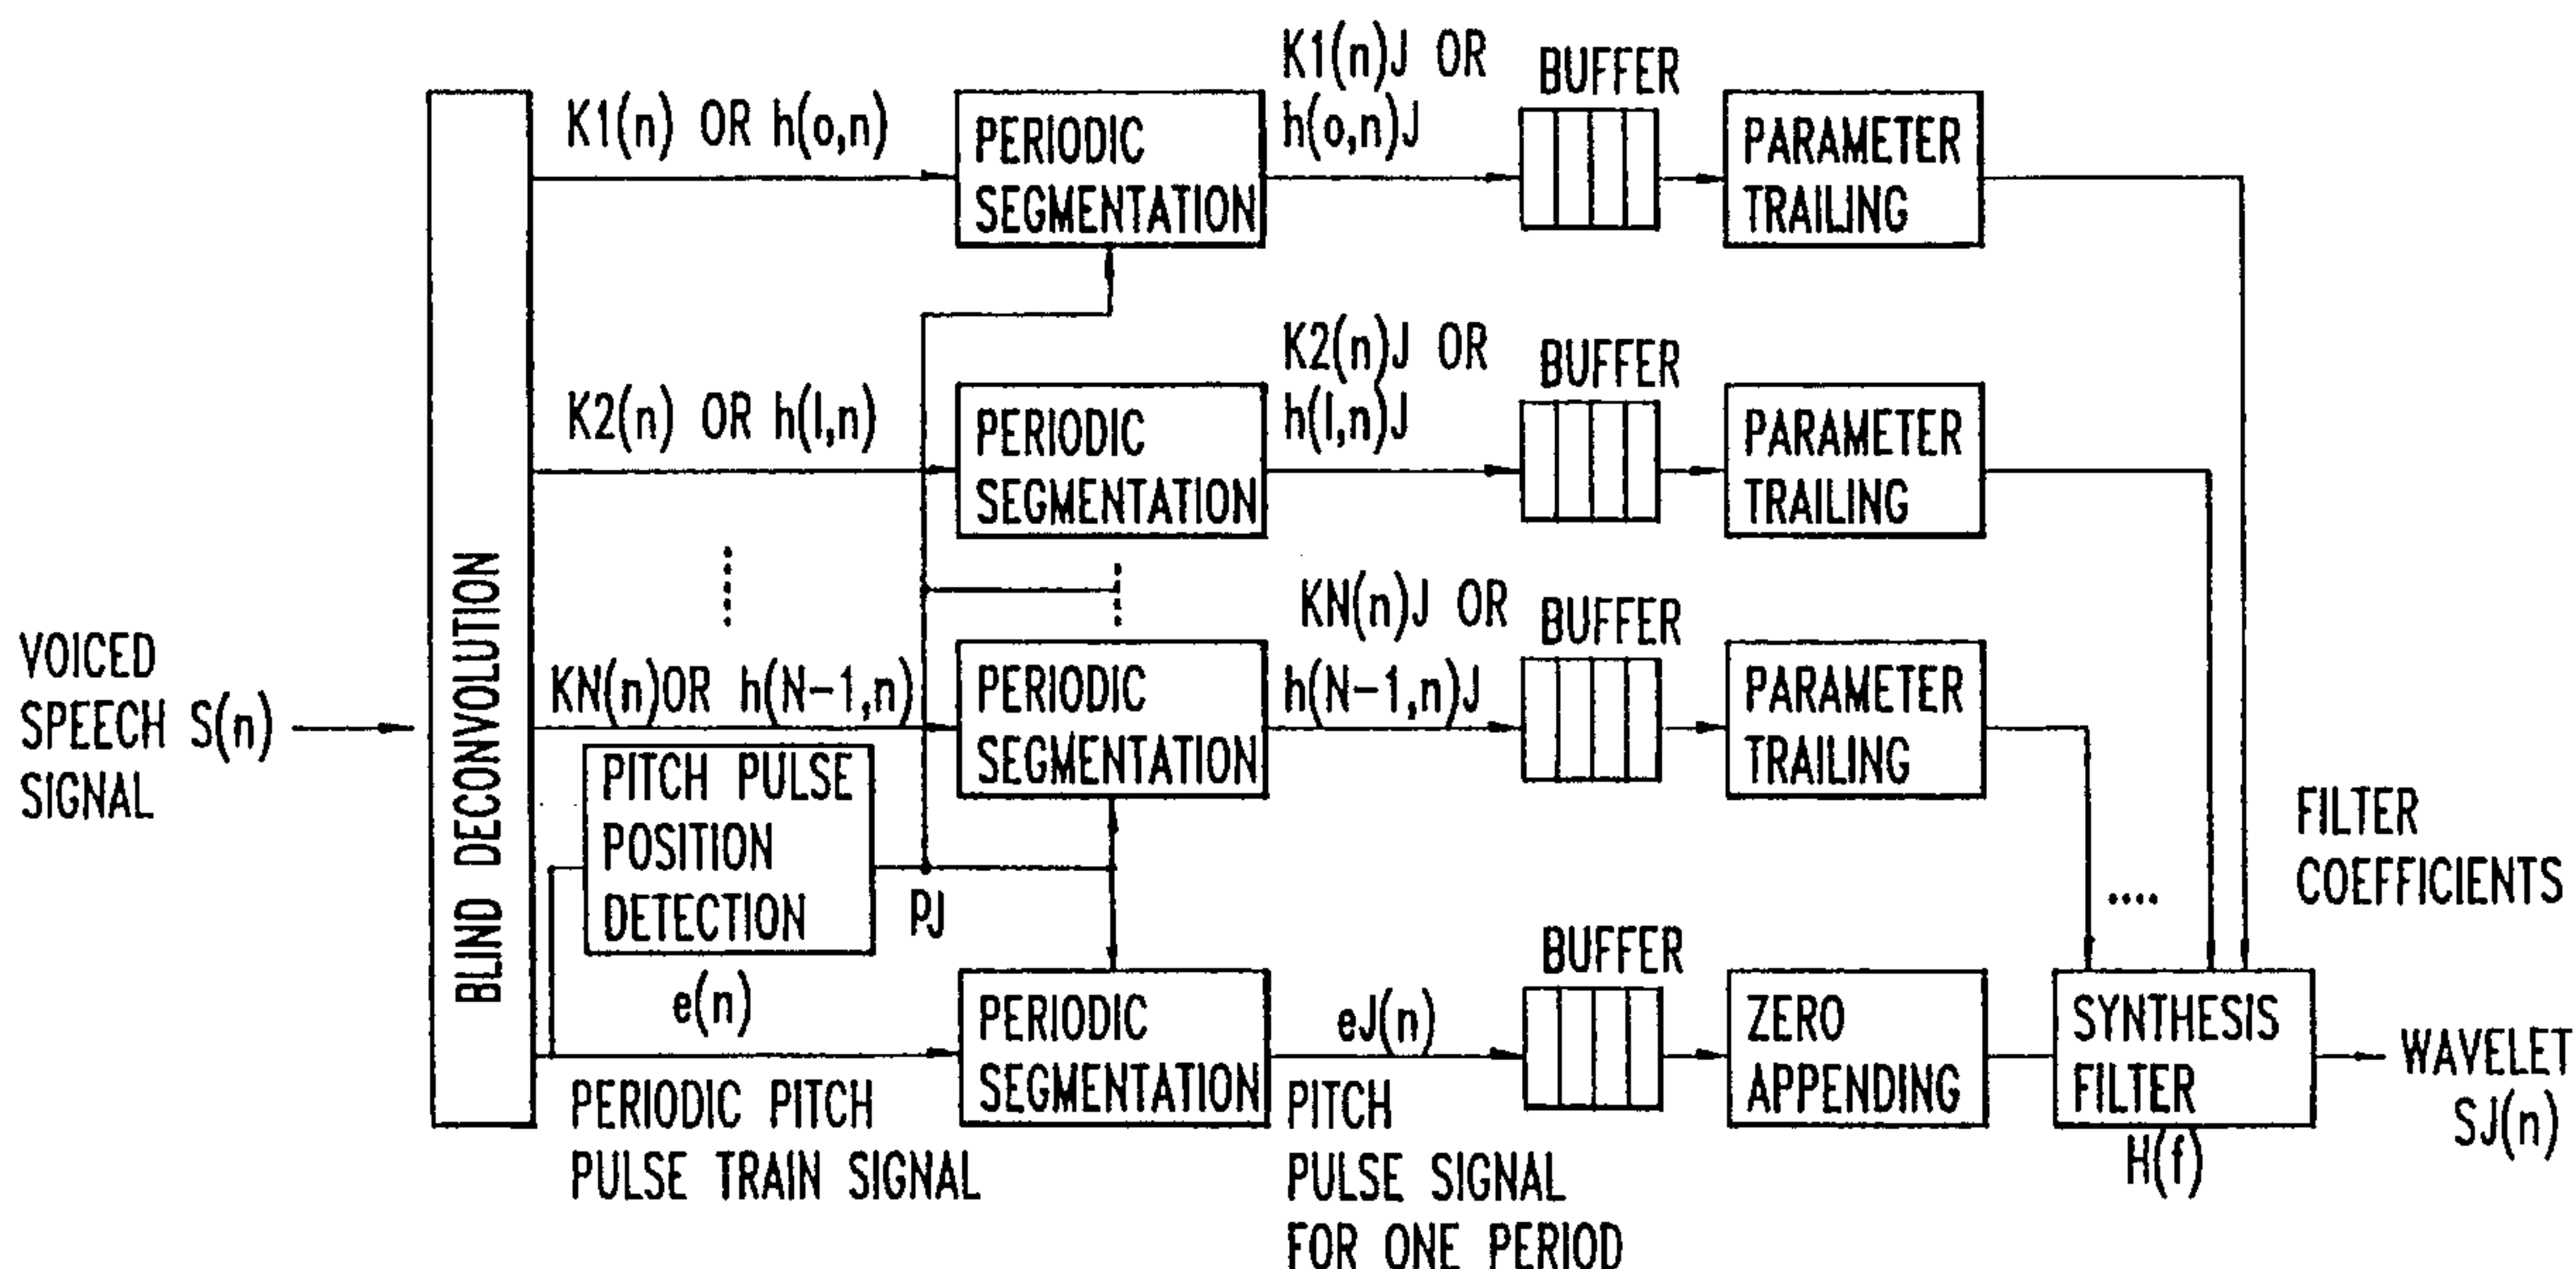 K1(n)J OR
h(o,n)J
BUFFER
K1(n) OR h(o,n)
PERIODIC
SEGMENTATION
PARAMETER
TRAILING
K2(n)J OR
h(l,n)J
BUFFER
K2(n) OR h(l,n)
PERIODIC
SEGMENTATION
PARAMETER
TRAILING
BLIND DECONVOLUTION
VOICED
SPEECH S(n)
SIGNAL
KN(n)J OR
h(N-1,n)J
BUFFER
KN(n)OR h(N-1,n)
PERIODIC
SEGMENTATION
PARAMETER
TRAILING
PITCH PULSE
POSITION
DETECTION
PJ
FILTER
COEFFICIENTS
....
BUFFER
e(n)
PERIODIC
SEGMENTATION
eJ(n)
ZERO
APPENDING
SYNTHESIS
FILTER
H(f)
WAVELET
SJ(n)
PERIODIC PITCH
PULSE TRAIN SIGNAL
PITCH
PULSE SIGNAL
FOR ONE PERIOD